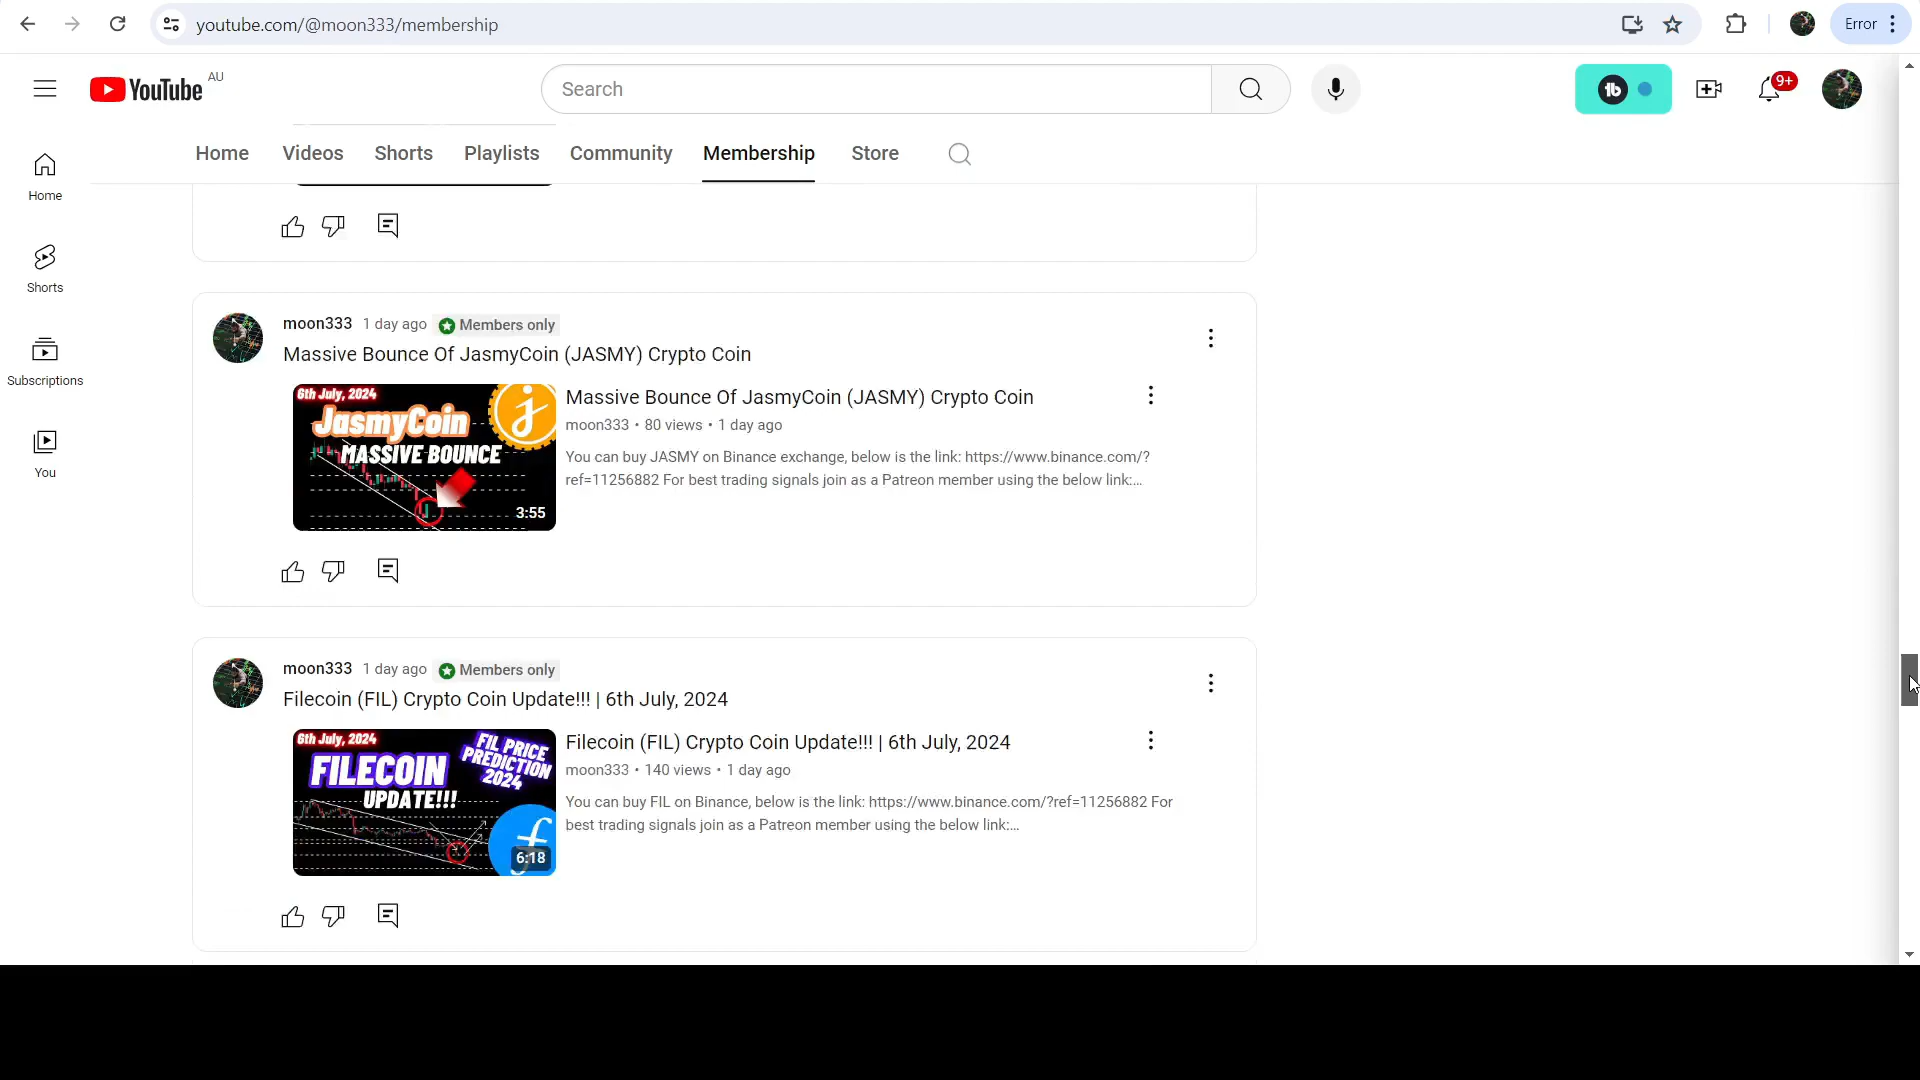 youtube.com/@moon333/membership
Error
YouTube AU
Search
9+
Home Videos Shorts Playlists Community Membership Store
Home
Shorts
Subscriptions
You
moon333 1 day ago Members only
Massive Bounce Of JasmyCoin (JASMY) Crypto Coin
6th July, 2024
JasmyCoin
MASSIVE BOUNCE
3:55
Massive Bounce Of JasmyCoin (JASMY) Crypto Coin
moon333 • 80 views • 1 day ago
You can buy JASMY on Binance exchange, below is the link: https://www.binance.com/?
ref=11256882 For best trading signals join as a Patreon member using the below link:...
moon333 1 day ago Members only
Filecoin (FIL) Crypto Coin Update!!! | 6th July, 2024
6th July, 2024
FILECOIN
UPDATE!!!
FIL PRICE
PREDICTION
2024
6:18
Filecoin (FIL) Crypto Coin Update!!! | 6th July, 2024
moon333 • 140 views • 1 day ago
You can buy FIL on Binance, below is the link: https://www.binance.com/?ref=11256882 For
best trading signals join as a Patreon member using the below link:...